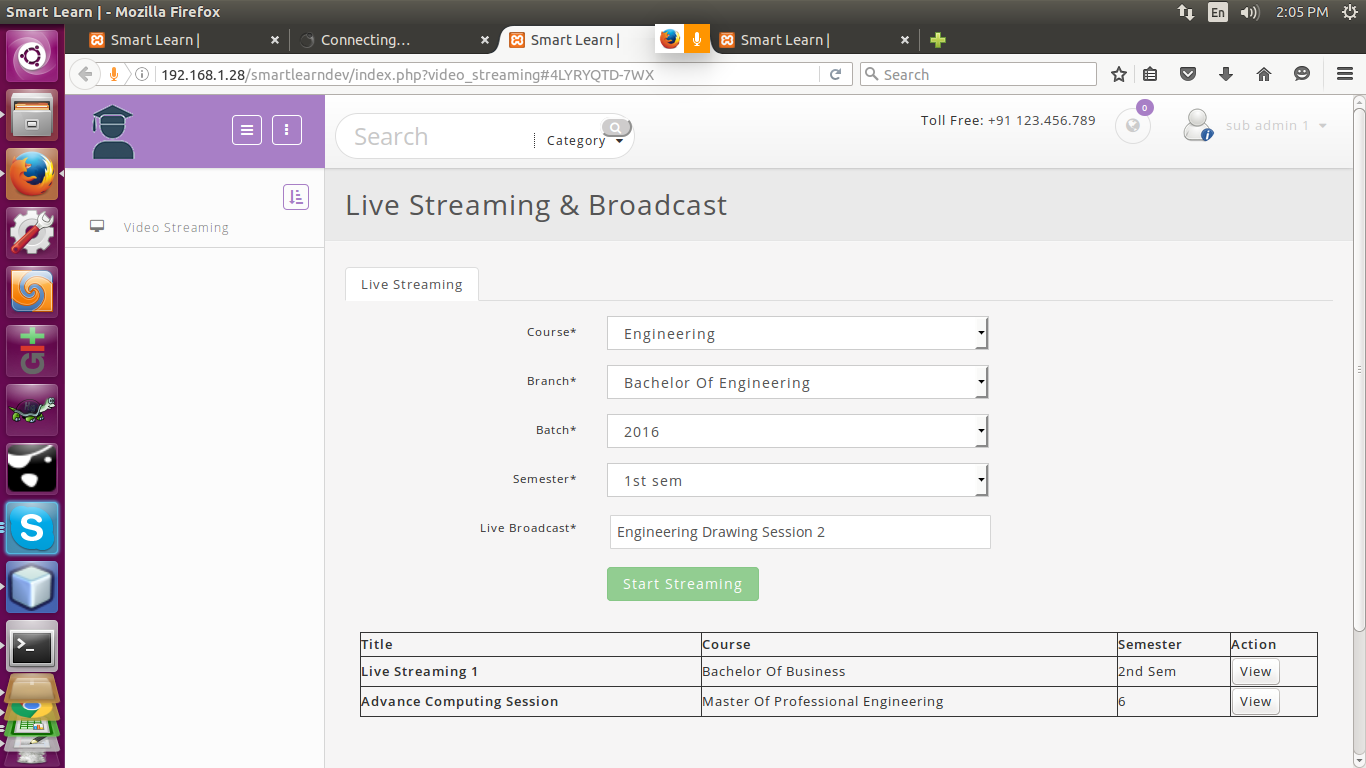 Smart Learn | - Mozilla Firefox
En
2:05 PM
Smart Learn |
Connecting...
Smart Learn |
Smart Learn |
192.168.1.28/smartlearndev/index.php?video_streaming#4LYRYQTD-7WX
Search
Search
Category
Toll Free: +91 123.456.789
0
sub admin 1
Video Streaming
Live Streaming & Broadcast
Live Streaming
Course*
Engineering
Branch*
Bachelor Of Engineering
Batch*
2016
Semester*
1st sem
Live Broadcast*
Engineering Drawing Session 2
Start Streaming
Title Course Semester Action
Live Streaming 1 Bachelor Of Business 2nd Sem View
Advance Computing Session Master Of Professional Engineering 6 View
GIt